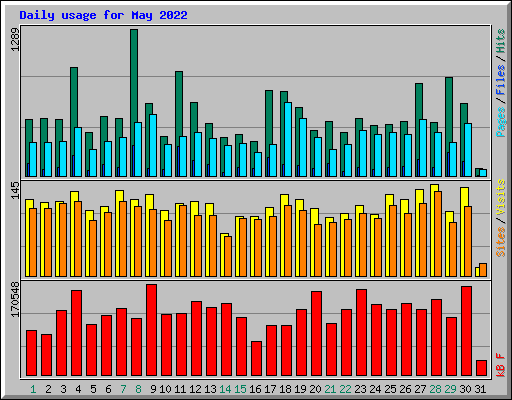 Daily usage for May 2022
1289
Pages / Files / Hits
145
Sites / Visits
170548
kB F
1 2 3 4 5 6 7 8 9 10 11 12 13 14 15 16 17 18 19 20 21 22 23 24 25 26 27 28 29 30 31